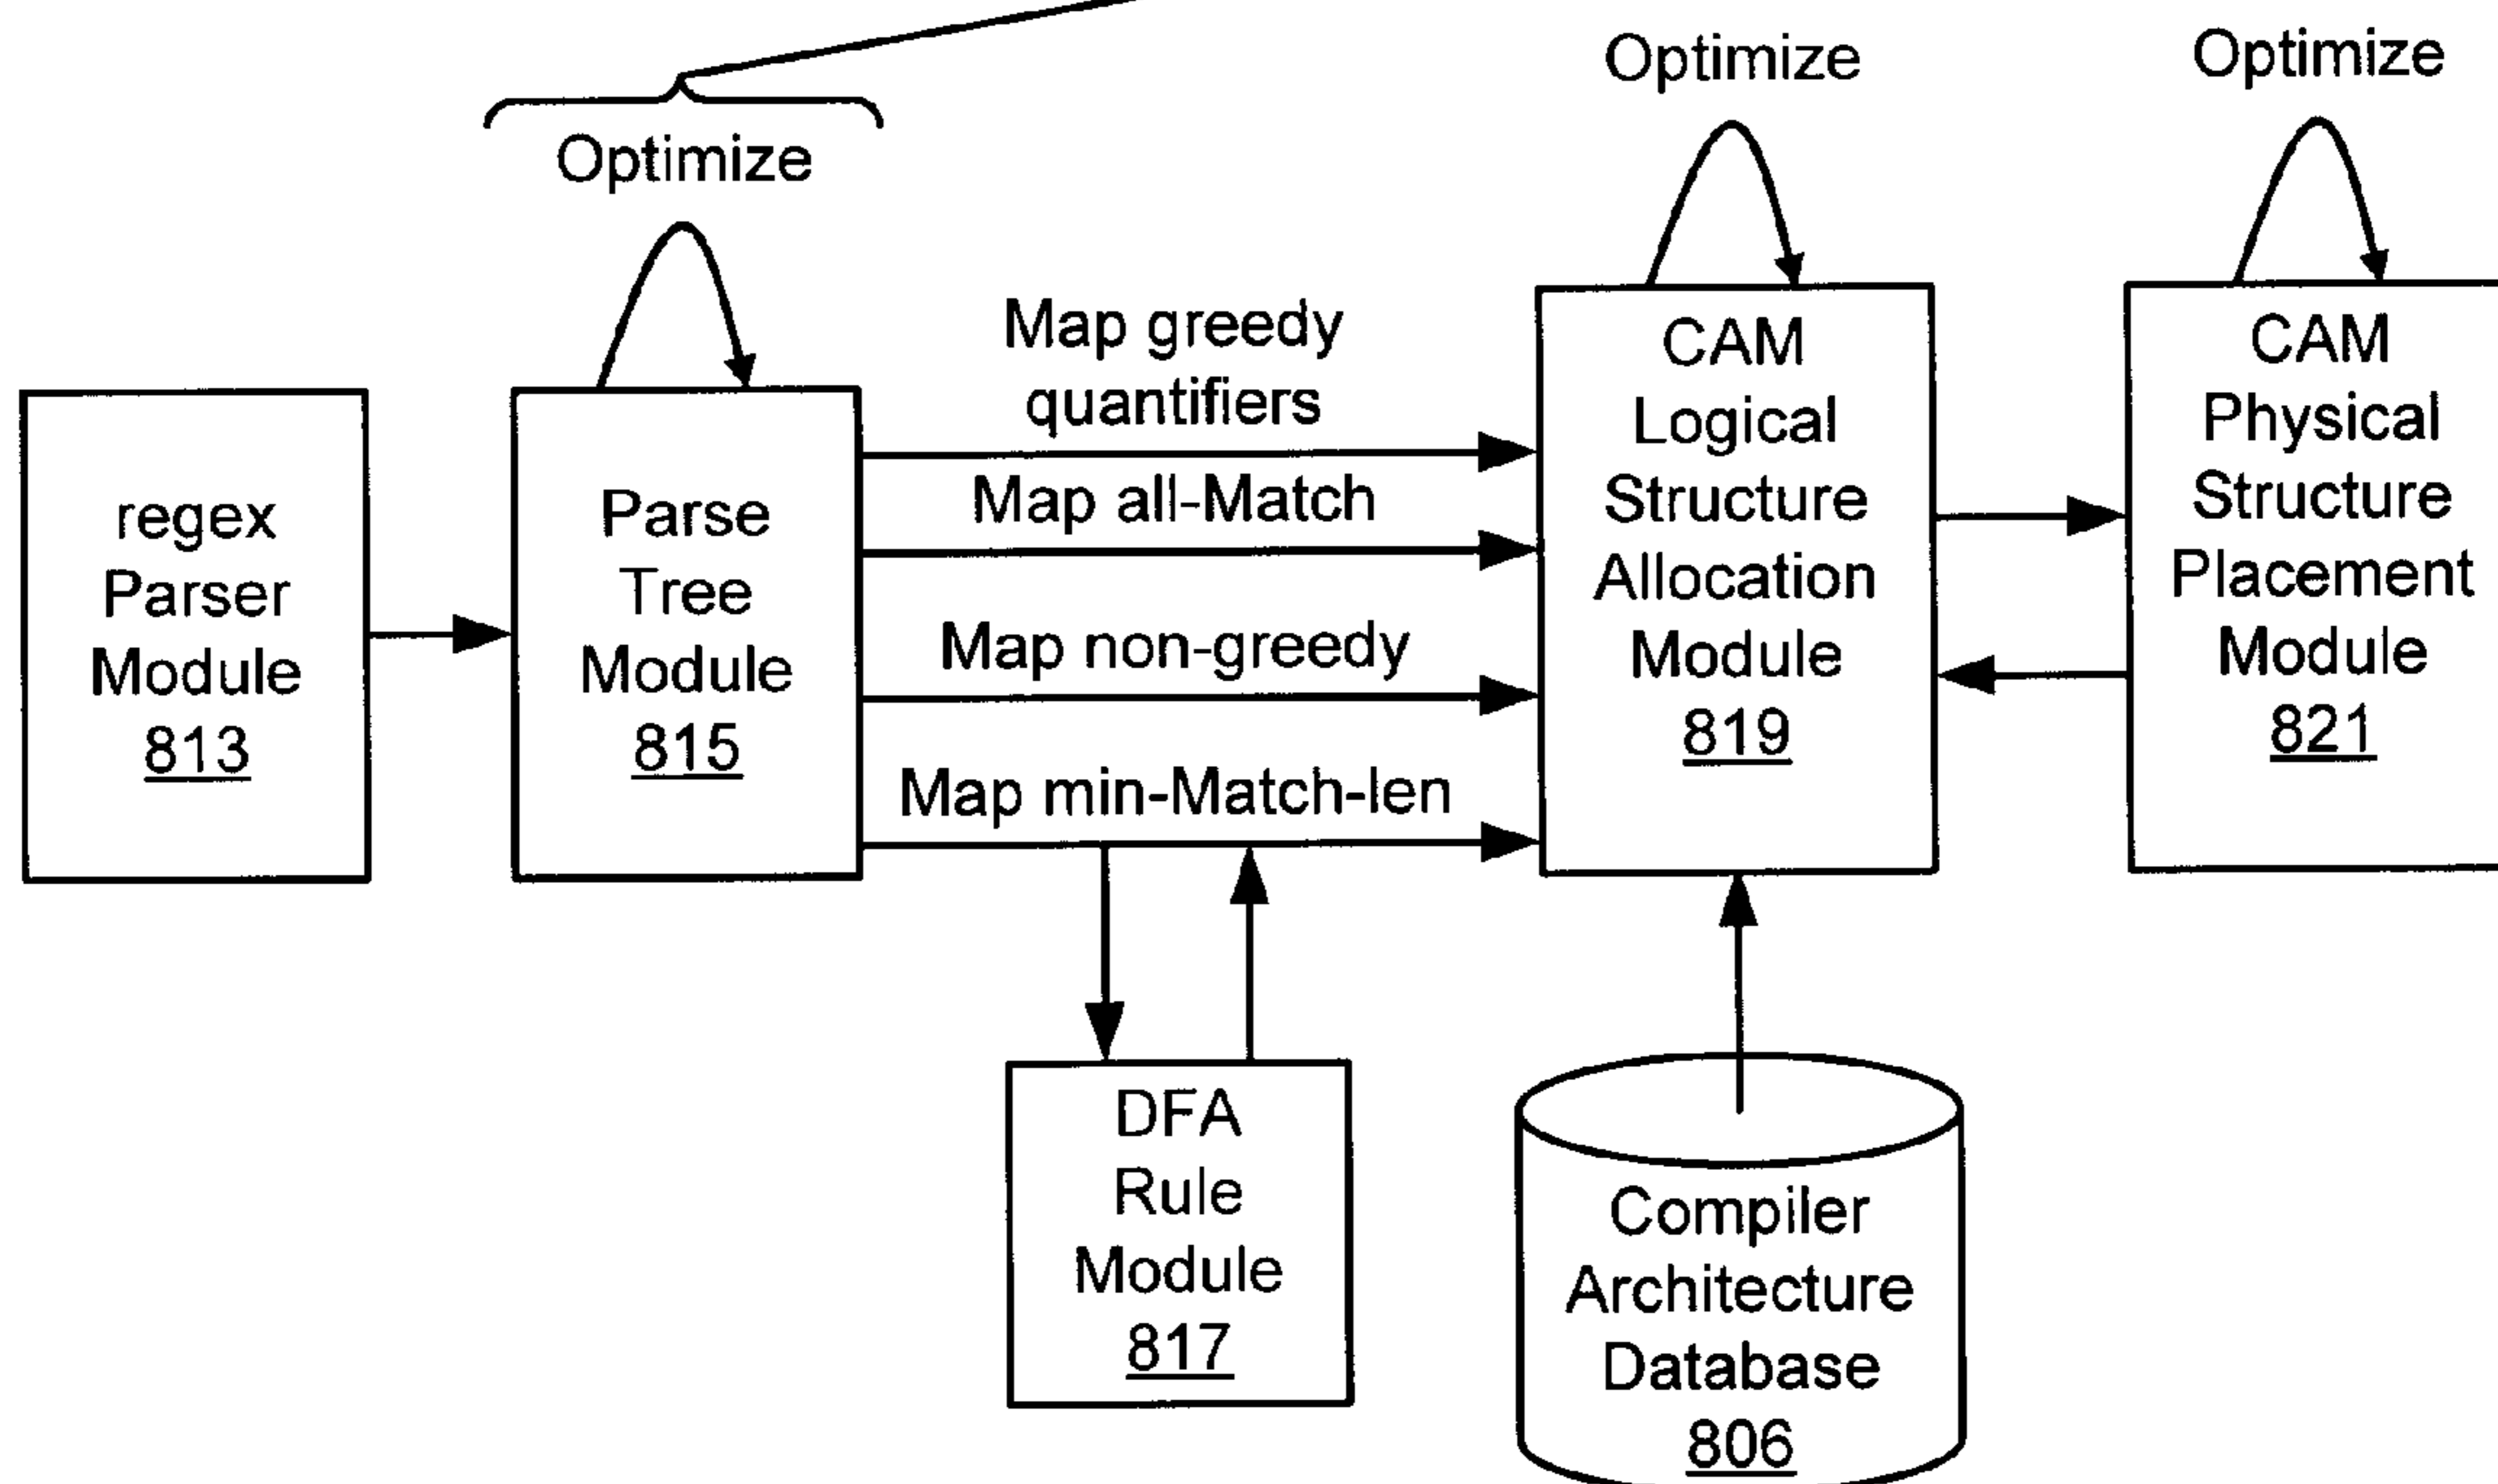 Optimize
Optimize
Optimize
regex
Parser
Module
813
Parse
Tree
Module
815
Map greedy
quantifiers
Map all-Match
Map non-greedy
Map min-Match-len
CAM
Logical
Structure
Allocation
Module
819
CAM
Physical
Structure
Placement
Module
821
DFA
Rule
Module
817
Compiler
Architecture
Database
806